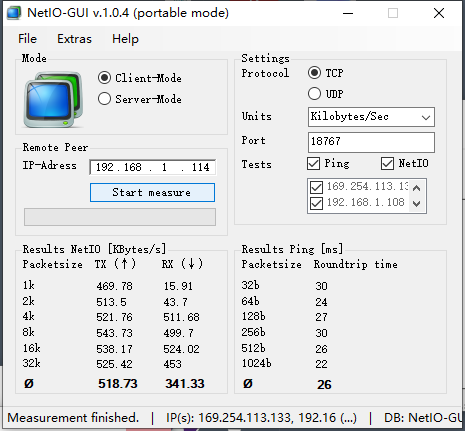 NetIO-GUI v.1.0.4 (portable mode)
File Extras Help
Mode
Client-Mode
Server-Mode
Remote Peer
IP-Adress 192.168 . 1 . 114
Start measure
Settings
Protocol TCP
UDP
Units Kilobytes/Sec
Port 18767
Tests Ping NetIO
169.254.113.13
192.168.1.108
Results NetIO [KBytes/s]
Packetsize TX (↑) RX (↓)
1k 469.78 15.91
2k 513.5 43.7
4k 521.76 511.68
8k 543.73 499.7
16k 538.17 524.02
32k 525.42 453
Ø 518.73 341.33
Results Ping [ms]
Packetsize Roundtrip time
32b 30
64b 24
128b 27
256b 30
512b 26
1024b 22
Ø 26
Measurement finished. | IP(s): 169.254.113.133, 192.16 (...) | DB: NetIO-GU